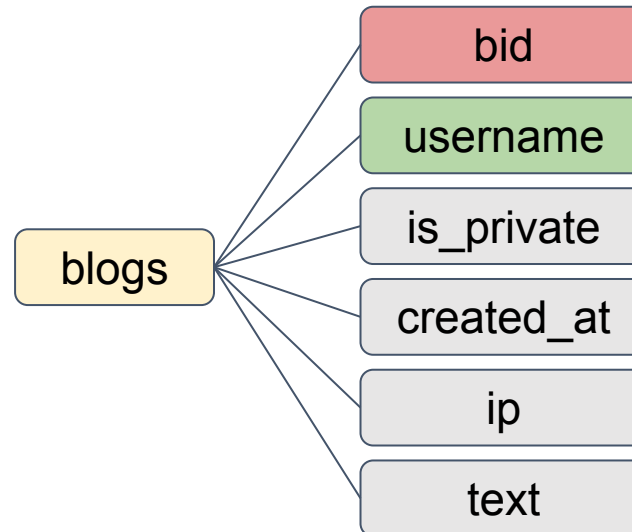 bid
username
is_private
blogs
created_at
ip
text